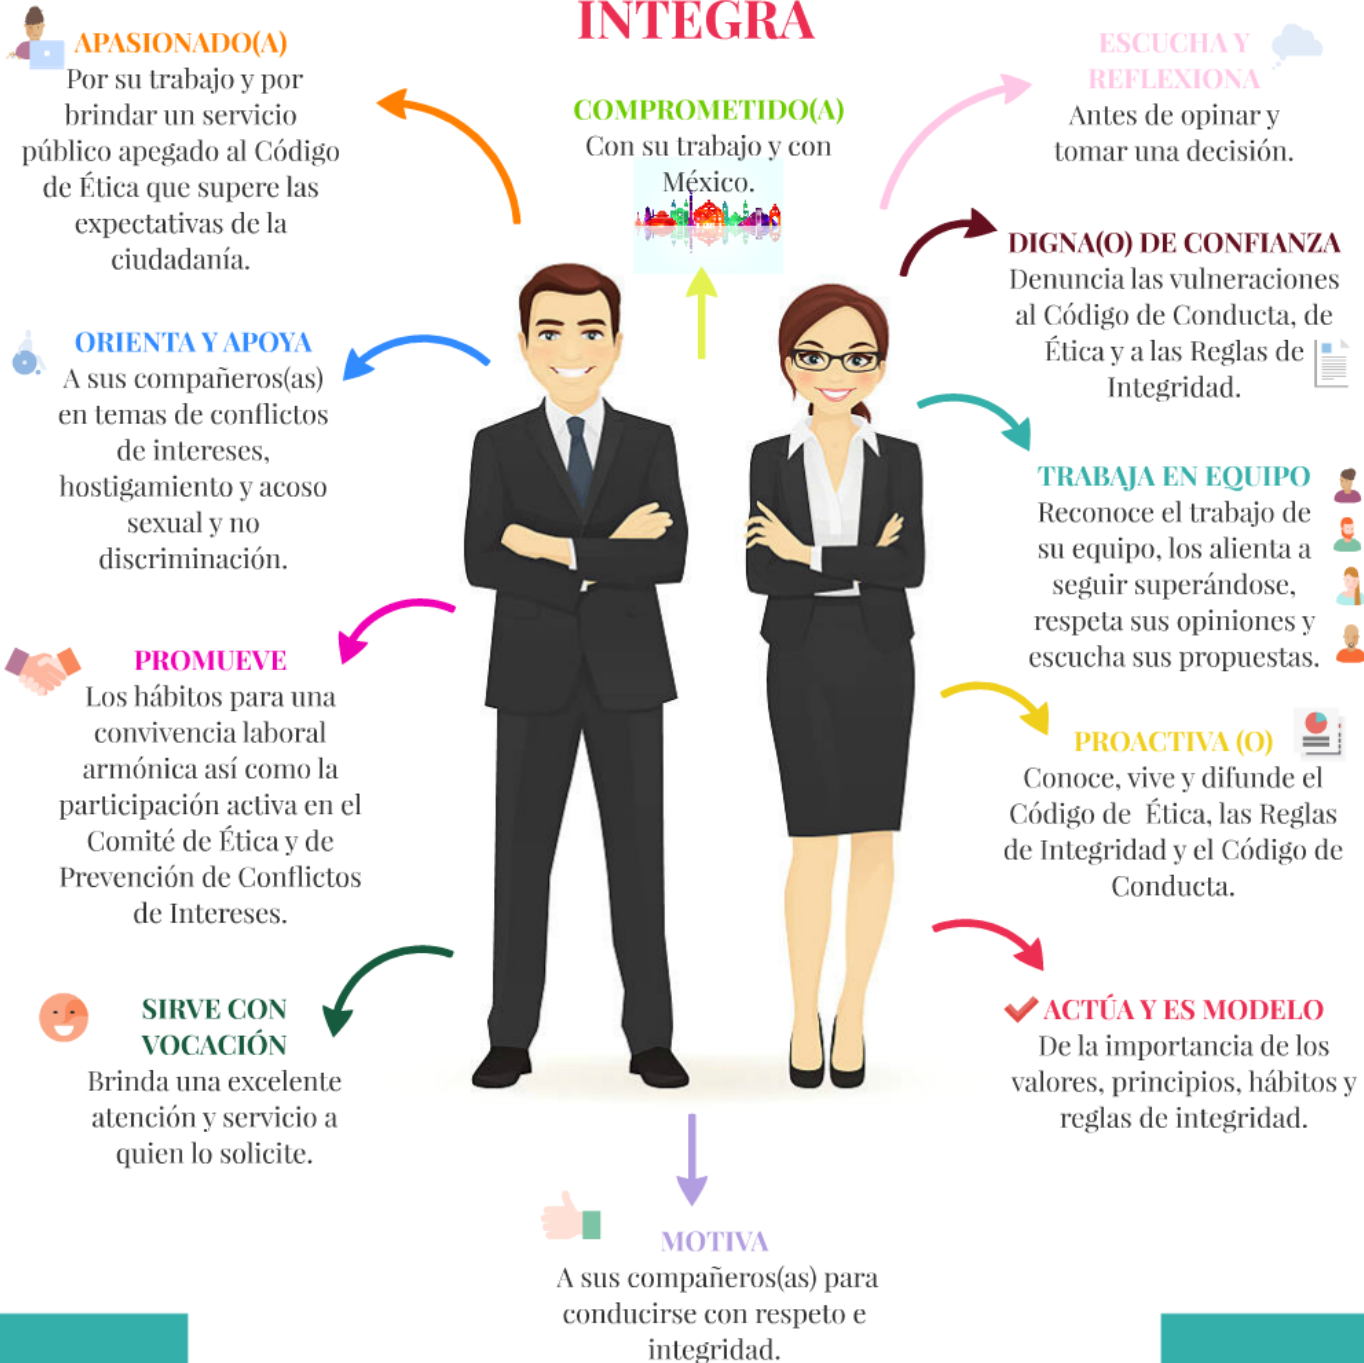 INTEGRA
APASIONADO(A)
Por su trabajo y por
brindar un servicio
público apegado al Código
de Ética que supere las
expectativas de la
ciudadanía.
COMPROMETIDO(A)
Con su trabajo y con
México.
ESCUCHA Y
REFLEXIONA
Antes de opinar y
tomar una decisión.
DIGNA(O) DE CONFIANZA
Denuncia las vulneraciones
al Código de Conducta, de
Ética y a las Reglas de
Integridad.
ORIENTA Y APOYA
A sus compañeros(as)
en temas de conflictos
de intereses,
hostigamiento y acoso
sexual y no
discriminación.
TRABAJA EN EQUIPO
Reconoce el trabajo de
su equipo, los alienta a
seguir superándose,
respeta sus opiniones y
escucha sus propuestas.
PROMUEVE
Los hábitos para una
convivencia laboral
armónica así como la
participación activa en el
Comité de Ética y de
Prevención de Conflictos
de Intereses.
PROACTIVA (O)
Conoce, vive y difunde el
Código de Ética, las Reglas
de Integridad y el Código de
Conducta.
SIRVE CON
VOCACIÓN
Brinda una excelente
atención y servicio a
quien lo solicite.
ACTÚA Y ES MODELO
De la importancia de los
valores, principios, hábitos y
reglas de integridad.
MOTIVA
A sus compañeros(as) para
conducirse con respeto e
integridad.